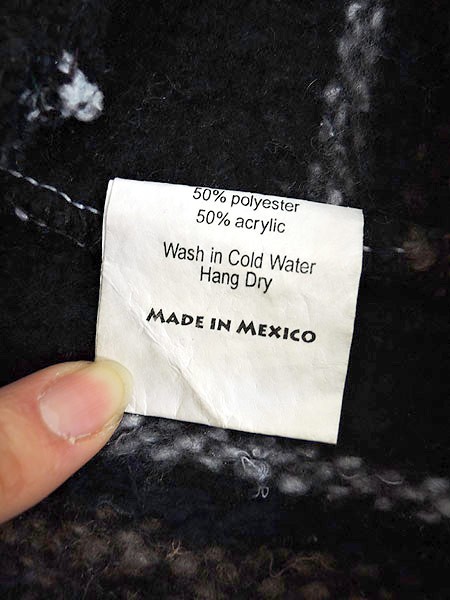 50% polyester
50% acrylic
Wash in Cold Water
Hang Dry
MADE IN MEXICO